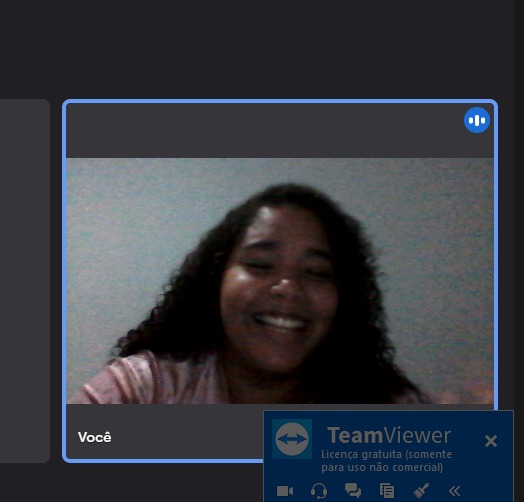 Você
TeamViewer
Licença gratuita (somente
para uso não comercial)